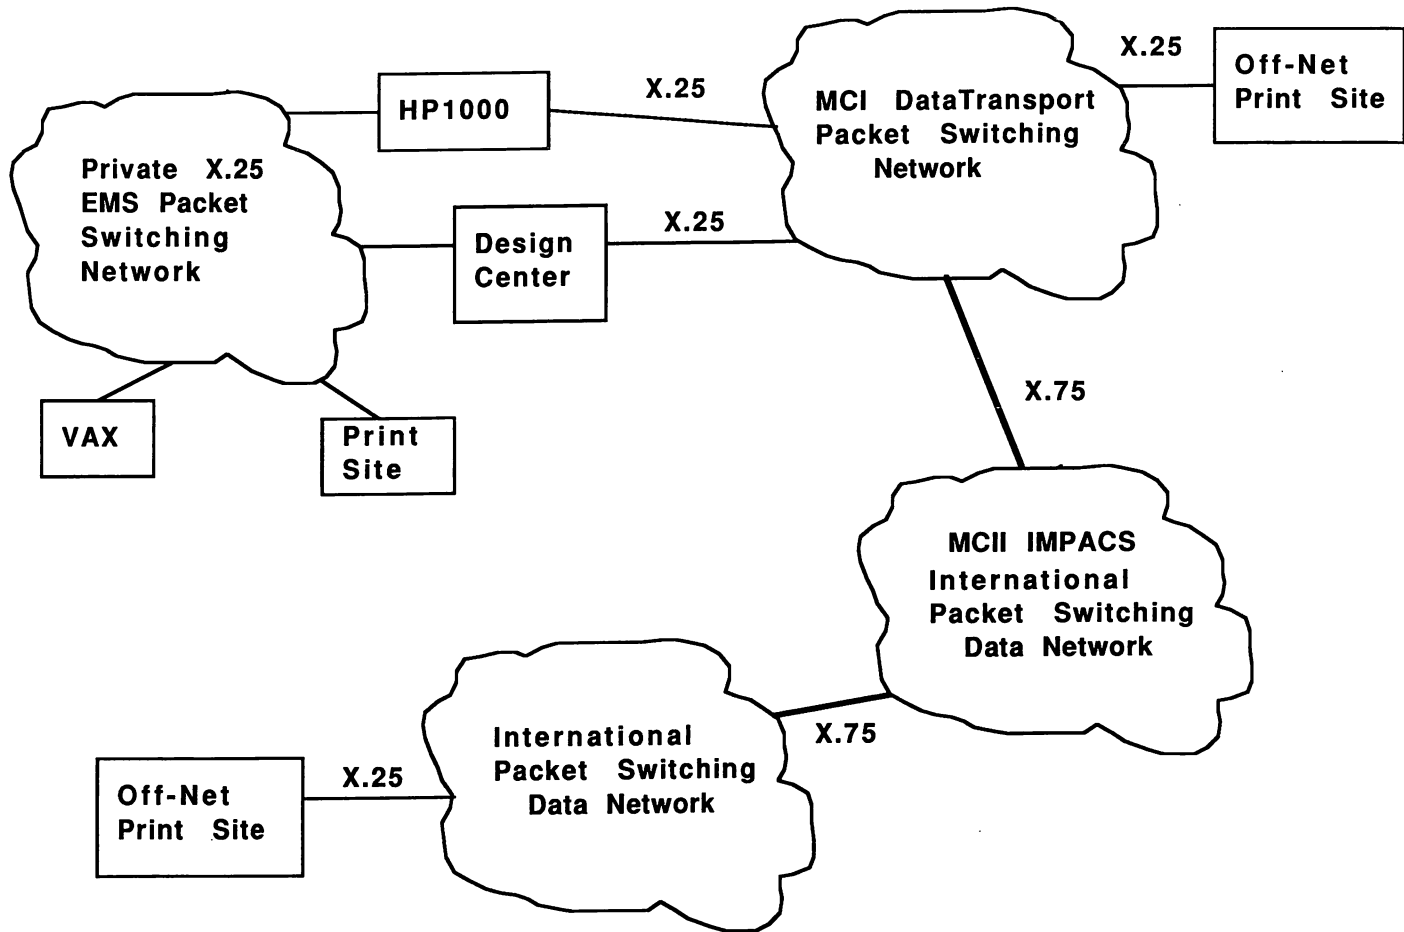 X.25
Off-Net
Print Site
HP1000
X.25
MCI DataTransport
Packet Switching
Network
Private X.25
EMS Packet
Switching
Network
Design
Center
X.25
X.75
VAX
Print
Site
MCII IMPACS
International
Packet Switching
Data Network
International
Packet Switching
Data Network
X.75
X.25
Off-Net
Print Site